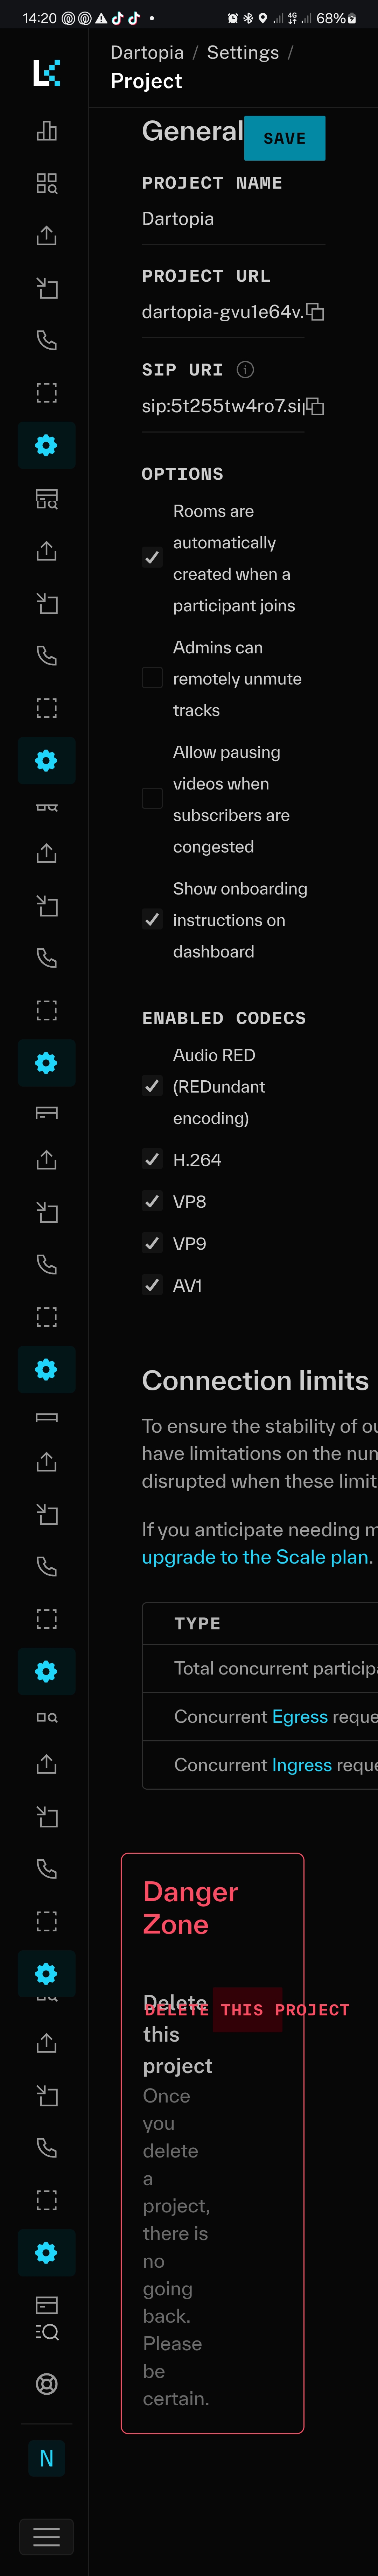 14:20
4G
68%
Dartopia / Settings /
Project
General
SAVE
PROJECT NAME
Dartopia
PROJECT URL
dartopia-gvu1e64v.
SIP URI
sip:5t255tw4ro7.sip
OPTIONS
Rooms are
automatically
created when a
participant joins
Admins can
remotely unmute
tracks
Allow pausing
videos when
subscribers are
congested
Show onboarding
instructions on
dashboard
ENABLED CODECS
Audio RED
(REDundant
encoding)
H.264
VP8
VP9
AV1
Connection limits
To ensure the stability of ou
have limitations on the num
disrupted when these limit
If you anticipate needing m
upgrade to the Scale plan.
TYPE
Total concurrent participa
Concurrent Egress reque
Concurrent Ingress reque
Danger
Zone
Delete
this
project
DELETE THIS PROJECT
Once
you
delete
a
project,
there is
no
going
back.
Please
be
certain.
N